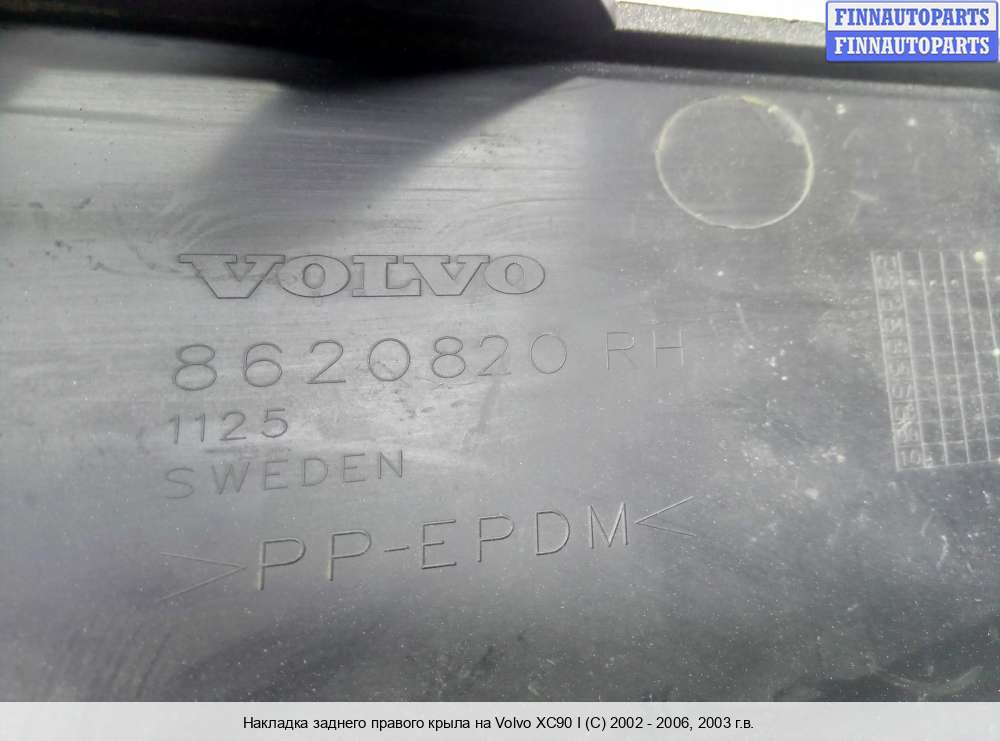 FINNAUTOPARTS
FINNAUTOPARTS
VOLVO
8620820 RH
1125
SWEDEN
>PP-EPDM<
Накладка заднего правого крыла на Volvo XC90 I (C) 2002 - 2006, 2003 г.в.